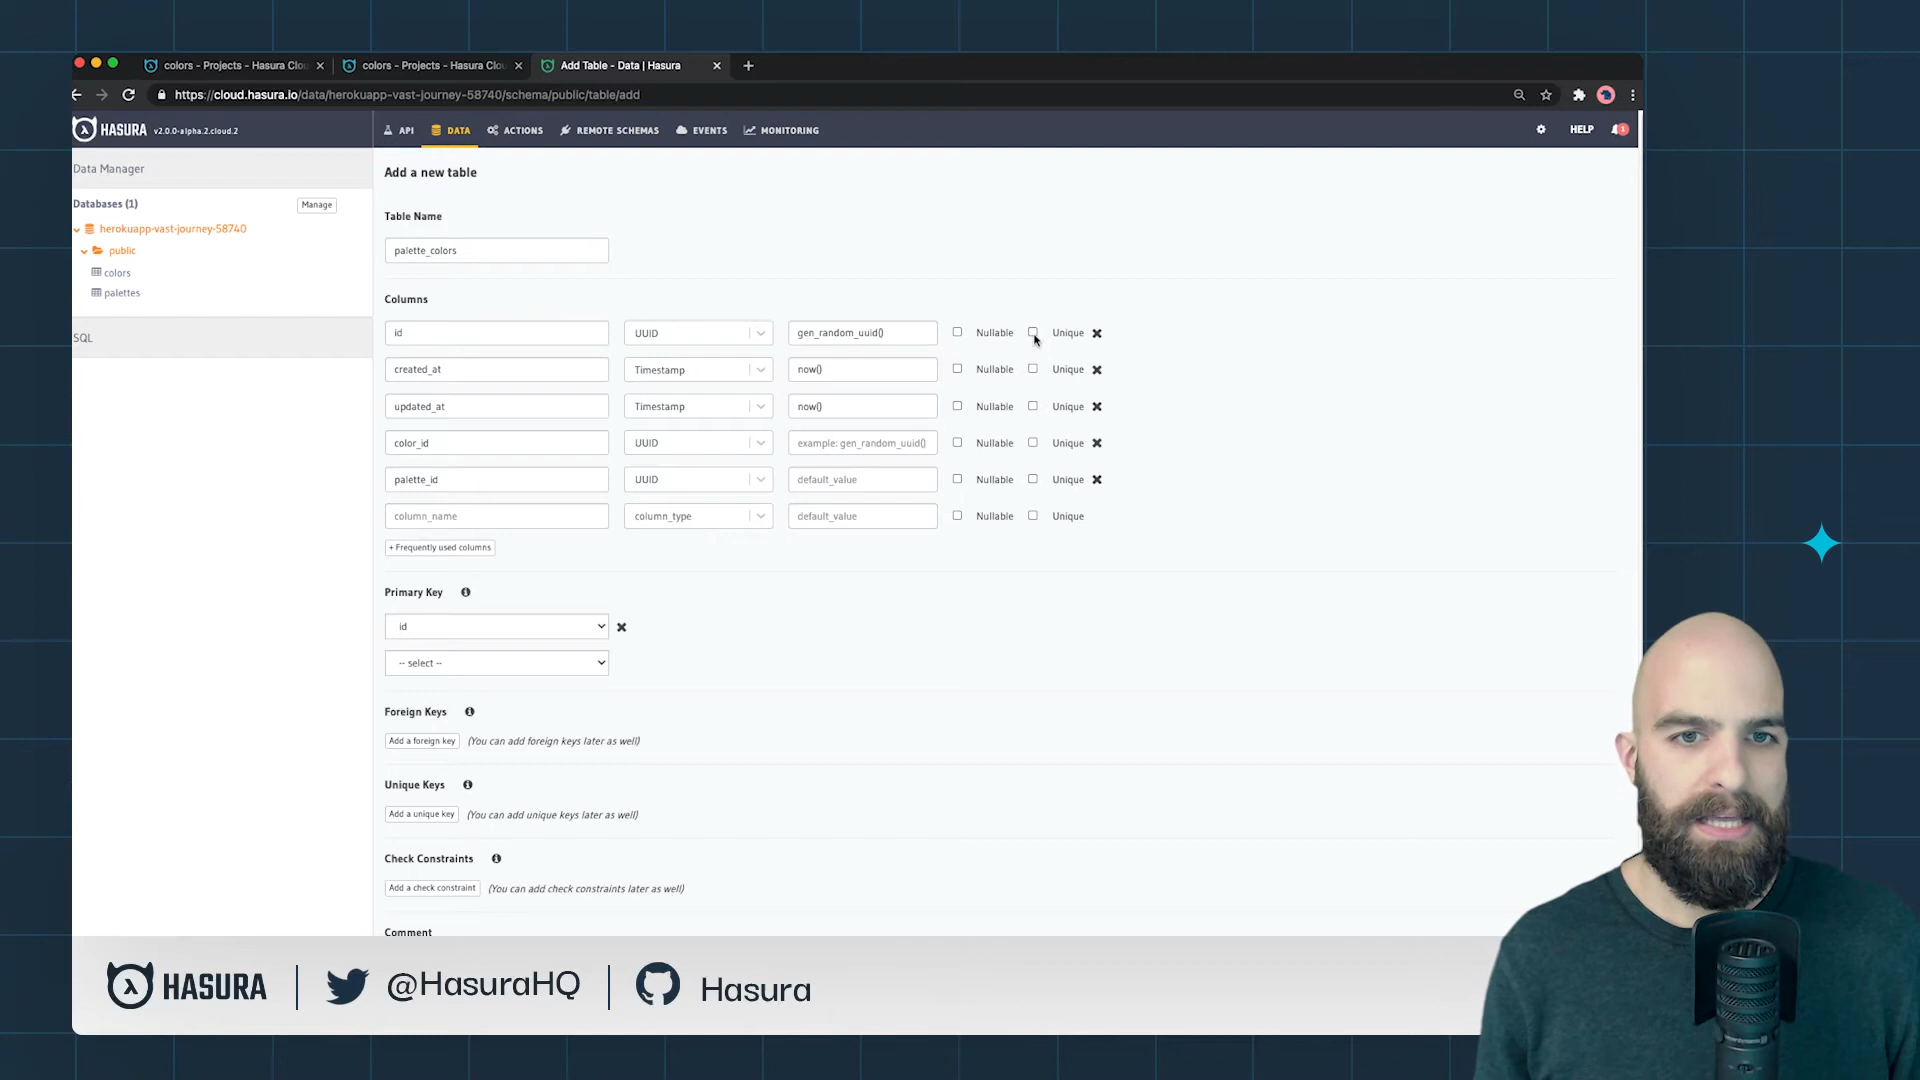 colors - Projects - Hasura Clou
colors - Projects - Hasura Clou
Add Table - Data | Hasura
https://cloud.hasura.io/data/herokuapp-vast-journey-58740/schema/public/table/add
HASURA v2.0.0-alpha.2.cloud.2
API
DATA
ACTIONS
REMOTE SCHEMAS
EVENTS
MONITORING
HELP
1
Data Manager
Databases (1)
Manage
herokuapp-vast-journey-58740
public
colors
palettes
SQL
Add a new table
Table Name
palette_colors
Columns
id UUID gen_random_uuid() Nullable Unique
created_at Timestamp now() Nullable Unique
updated_at Timestamp now() Nullable Unique
color_id UUID example: gen_random_uuid() Nullable Unique
palette_id UUID default_value Nullable Unique
column_name column_type default_value Nullable Unique
+ Frequently used columns
Primary Key
id
-- select --
Foreign Keys
Add a foreign key (You can add foreign keys later as well)
Unique Keys
Add a unique key (You can add unique keys later as well)
Check Constraints
Add a check constraint (You can add check constraints later as well)
Comment
HASURA
@HasuraHQ
Hasura